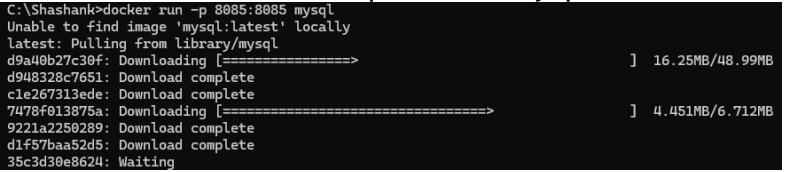 C:\Shashank>docker run -p 8085:8085 mysql
Unable to find image 'mysql:latest' locally
latest: Pulling from library/mysql
d9a40b27c30f: Downloading [================>                                  ]  16.25MB/48.99MB
d948328c7651: Download complete
c1e267313ede: Download complete
7478f013875a: Downloading [=================================>                 ]  4.451MB/6.712MB
9221a2250289: Download complete
d1f57baa52d5: Download complete
35c3d30e8624: Waiting